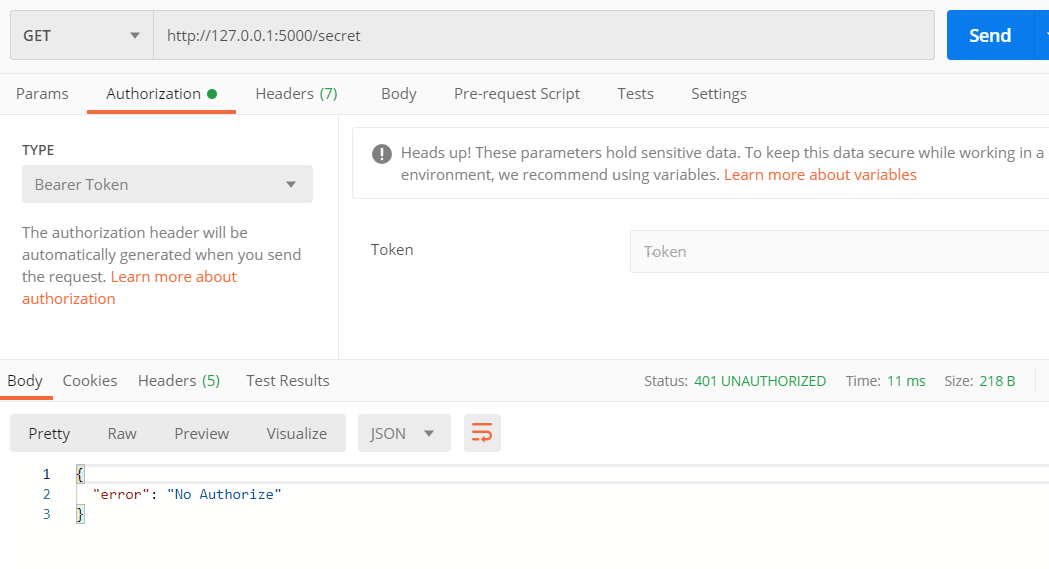 GET http://127.0.0.1:5000/secret Send
Params Authorization Headers (7) Body Pre-request Script Tests Settings
TYPE
Bearer Token
The authorization header will be
automatically generated when you send
the request. Learn more about
authorization
Heads up! These parameters hold sensitive data. To keep this data secure while working in a
environment, we recommend using variables. Learn more about variables
Token Token
Body Cookies Headers (5) Test Results Status: 401 UNAUTHORIZED Time: 11 ms Size: 218 B
Pretty Raw Preview Visualize JSON
1 {
2 "error": "No Authorize"
3 }